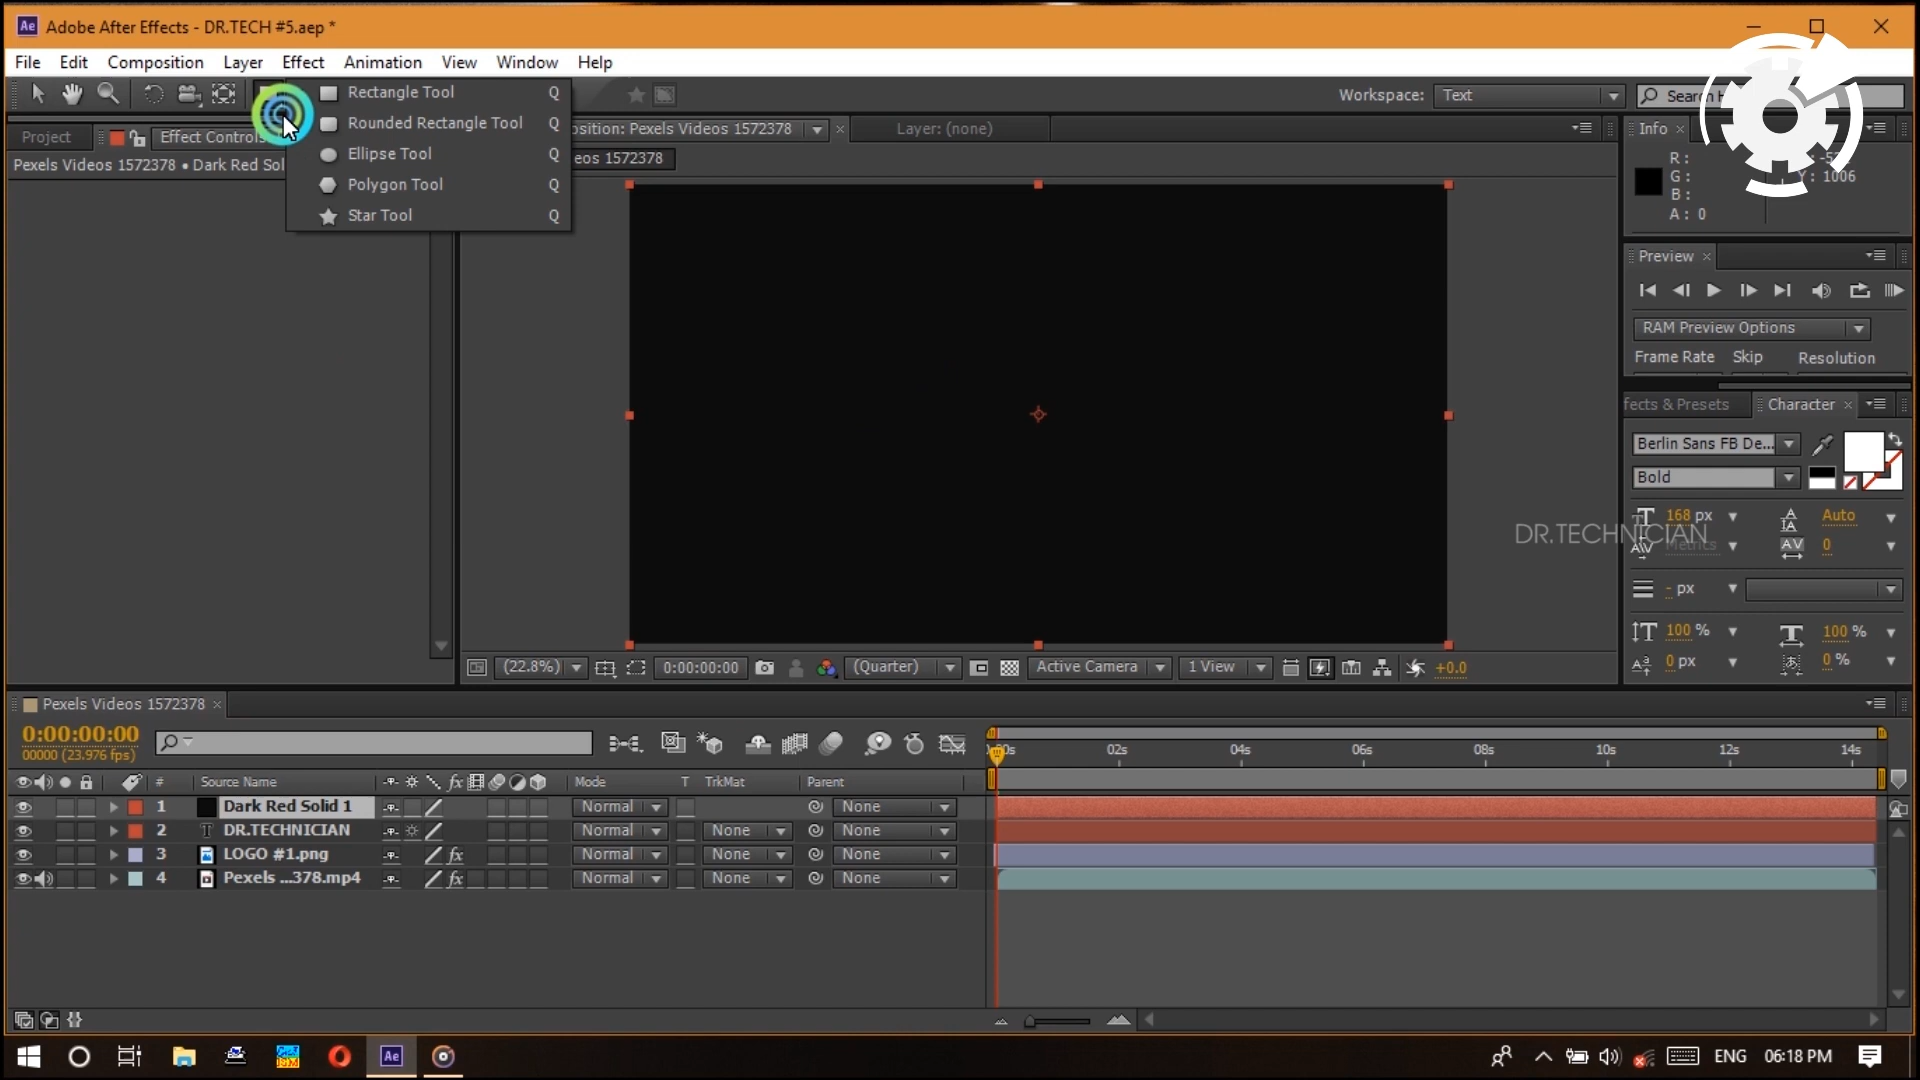 Ae Adobe After Effects - DR.TECH #5.aep *
File Edit Composition Layer Effect Animation View Window Help
Workspace: Text
Search H
Rectangle Tool Q
Rounded Rectangle Tool Q
Ellipse Tool Q
Polygon Tool Q
Star Tool Q
Project
Effect Controls
Pexels Videos 1572378 • Dark Red Sol
osition: Pexels Videos 1572378
Layer: (none)
eos 1572378
Info
R:
G:
B:
A: 0
Y: 1006
Preview
RAM Preview Options
Frame Rate Skip Resolution
fects & Presets
Character
Berlin Sans FB De...
Bold
168 px
Auto
DR.TECHNICIAN
Metrics
0
- px
100 %
100 %
0 px
0 %
(22.8%)
0:00:00:00
(Quarter)
Active Camera
1 View
+0.0
Pexels Videos 1572378
0:00:00:00
00000 (23.976 fps)
# Source Name Mode T TrkMat Parent
02s 04s 06s 08s 10s 12s 14s
1 Dark Red Solid 1 Normal None
2 DR.TECHNICIAN Normal None None
3 LOGO #1.png Normal None None
4 Pexels ...378.mp4 Normal None None
Ae
ENG 06:18 PM